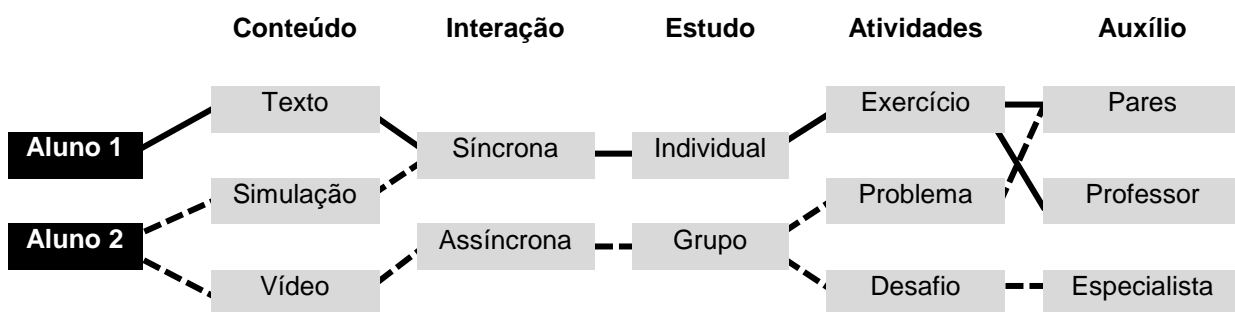 Conteúdo Interação Estudo Atividades Auxílio
Texto Exercício Pares
Aluno 1 Síncrona Individual
Simulação Problema Professor
Aluno 2 Assíncrona Grupo
Vídeo Desafio Especialista